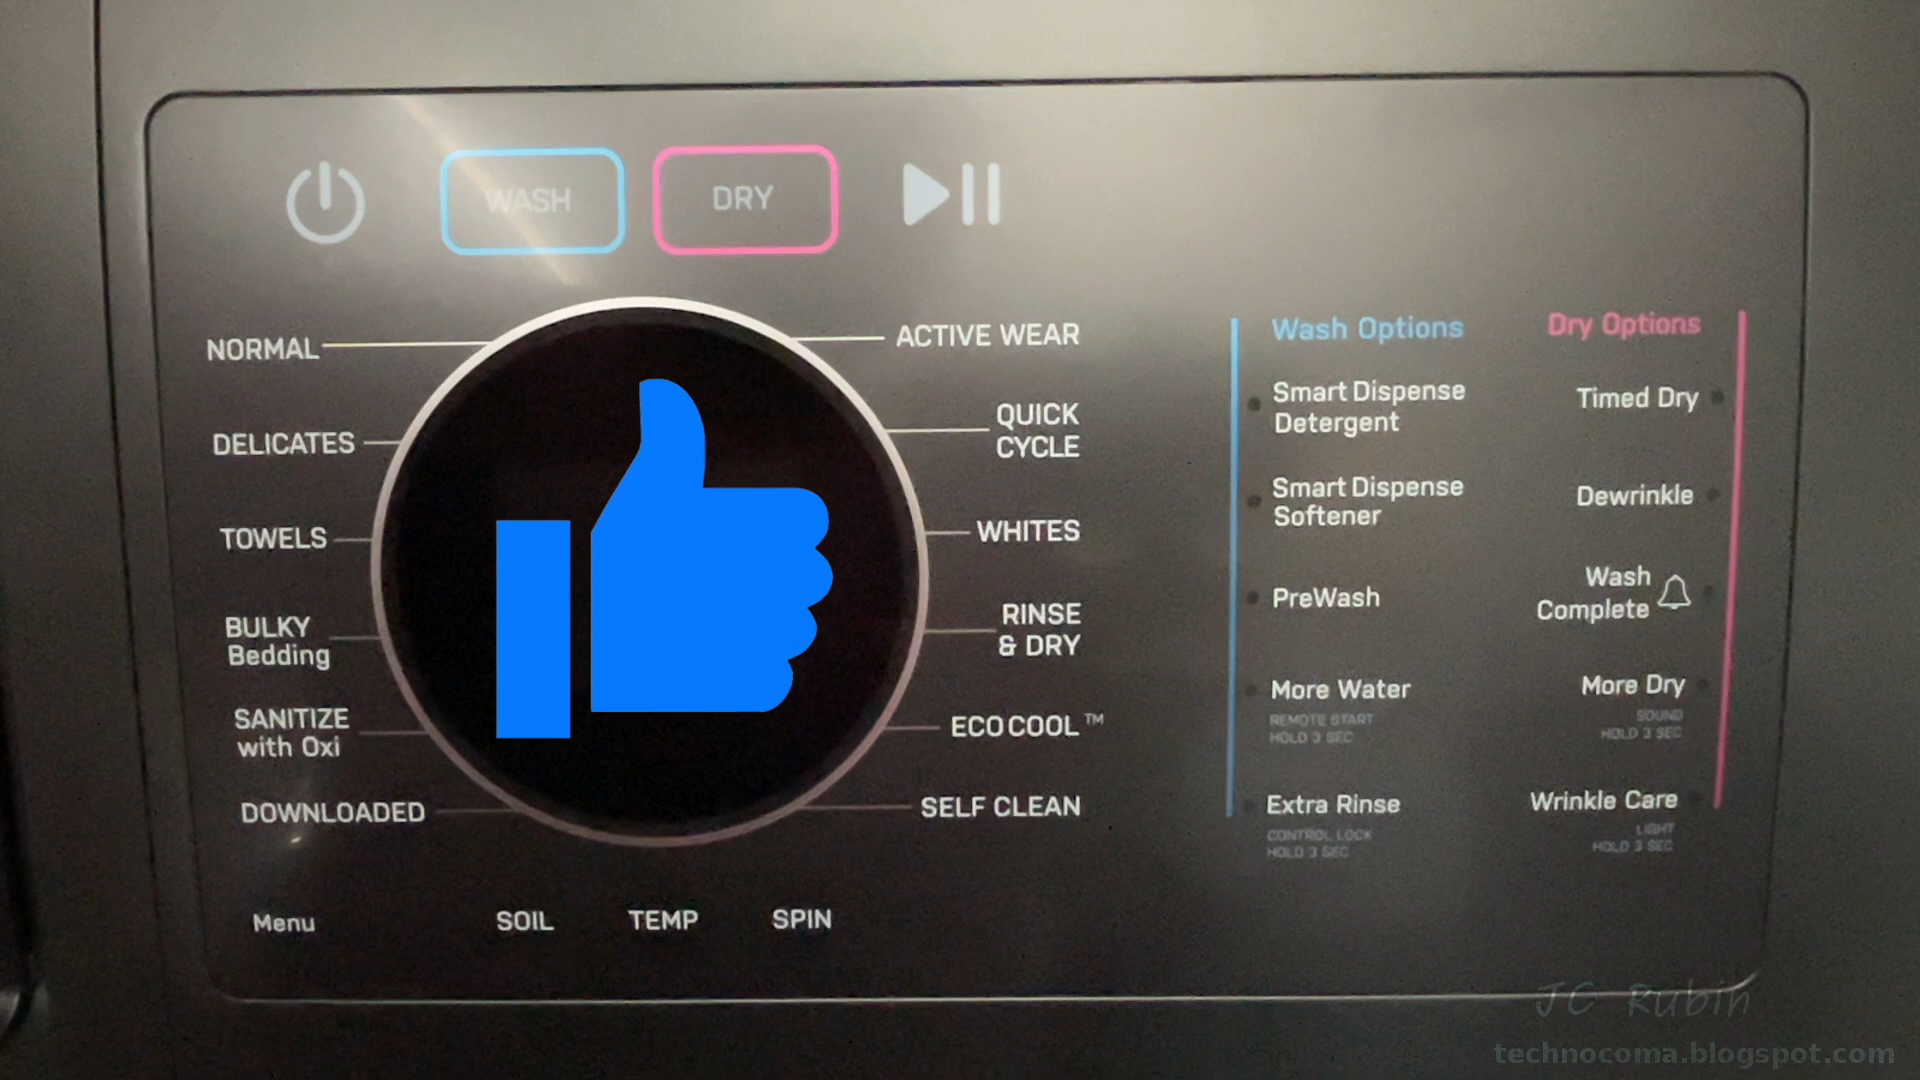 WASH
DRY
NORMAL
ACTIVE WEAR
DELICATES
QUICK
CYCLE
TOWELS
WHITES
BULKY
Bedding
RINSE
& DRY
SANITIZE
with Oxi
ECO COOL™
DOWNLOADED
SELF CLEAN
Menu
SOIL
TEMP
SPIN
Wash Options
Smart Dispense
Detergent
Smart Dispense
Softener
PreWash
More Water
REMOTE START
HOLD 3 SEC
Extra Rinse
CONTROL LOCK
HOLD 3 SEC
Dry Options
Timed Dry
Dewrinkle
Wash
Complete
More Dry
SOUND
HOLD 3 SEC
Wrinkle Care
LIGHT
HOLD 3 SEC
JC Rubin
technocoma.blogspot.com